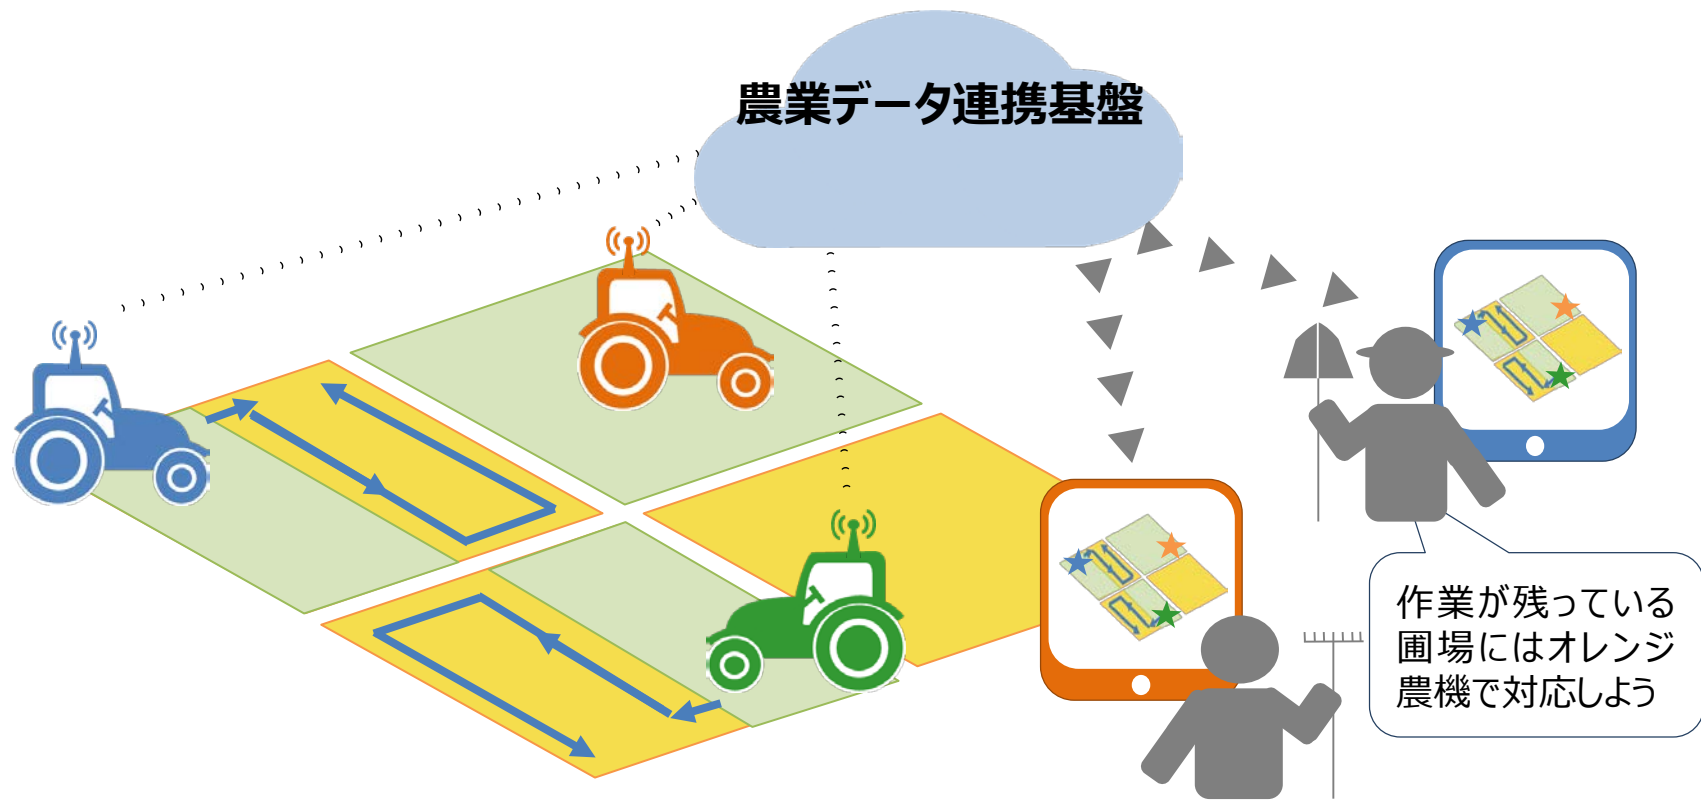 農業データ連携基盤
作業が残っている
圃場にはオレンジ
農機で対応しよう